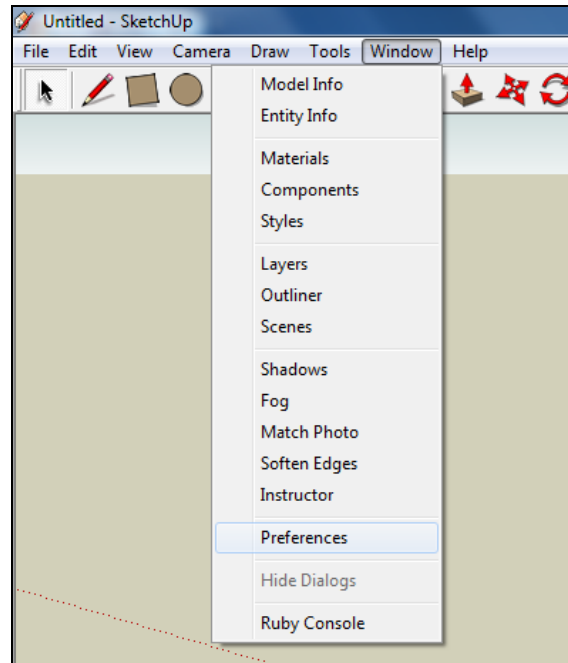 Untitled - SketchUp
File Edit View Camera Draw Tools Window Help
Model Info
Entity Info
Materials
Components
Styles
Layers
Outliner
Scenes
Shadows
Fog
Match Photo
Soften Edges
Instructor
Preferences
Hide Dialogs
Ruby Console